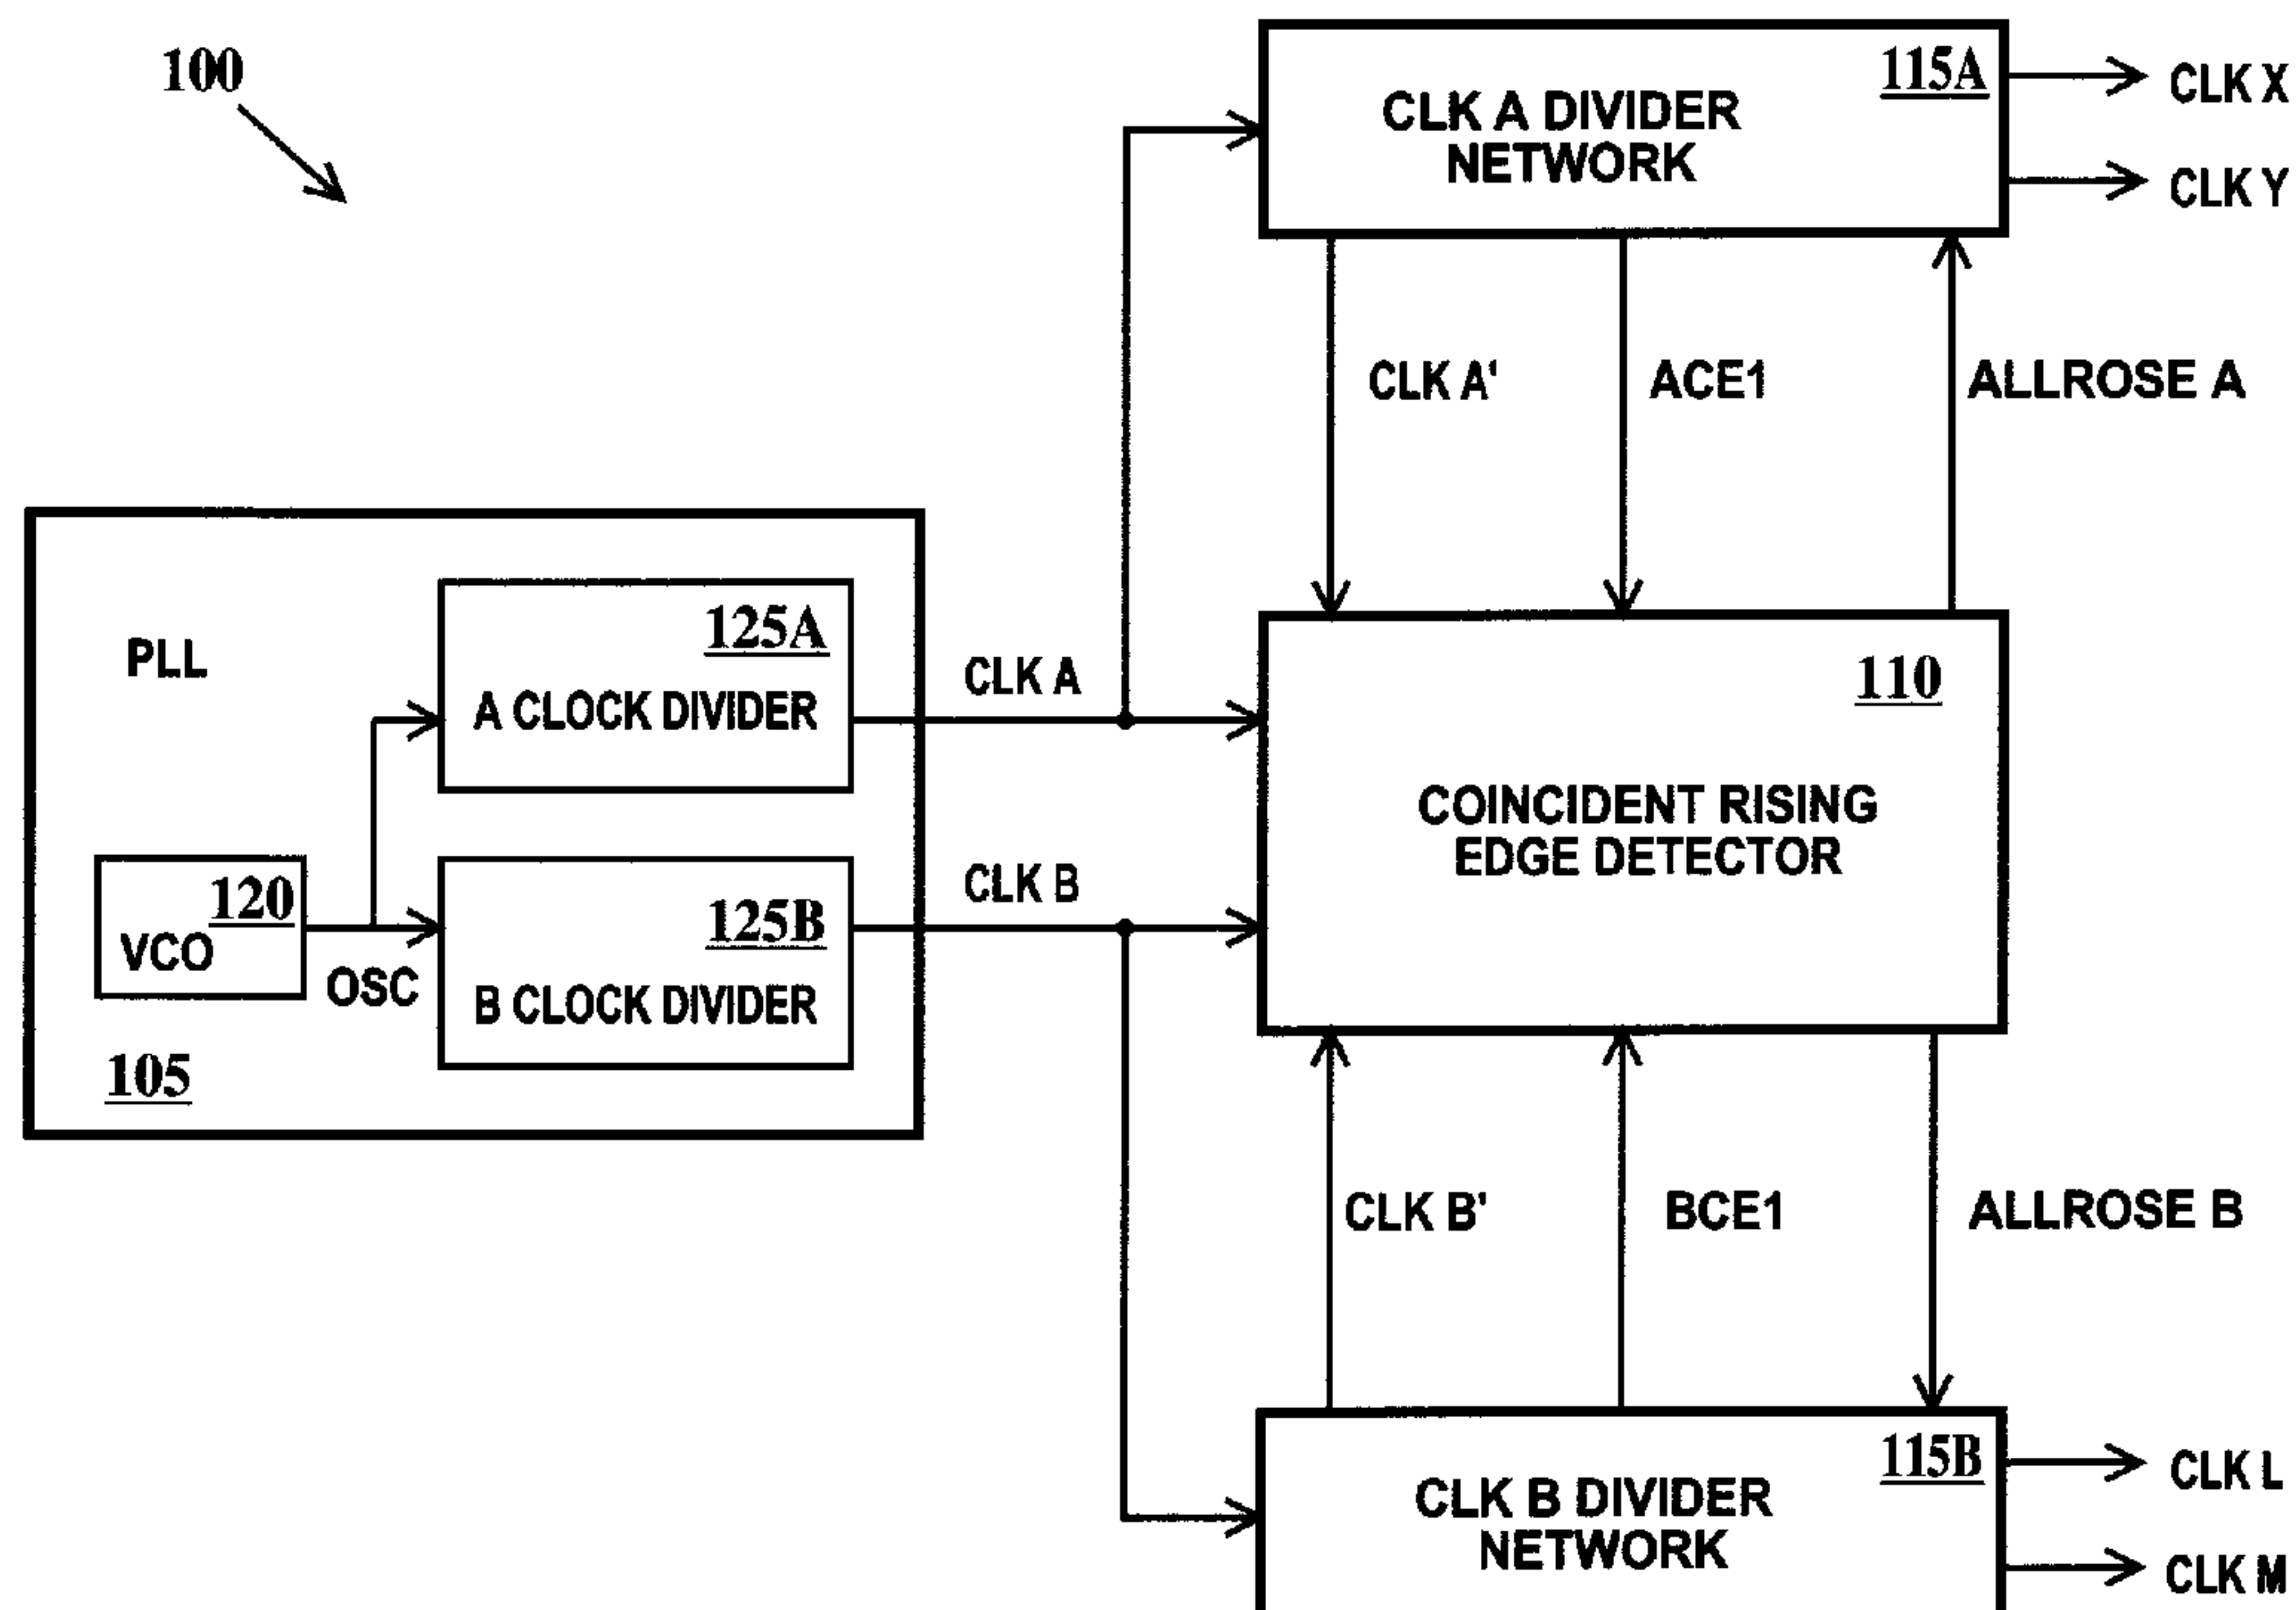 100
115A
CLK A DIVIDER
NETWORK
CLK X
CLK Y
CLK A'
ACE1
ALLROSE A
PLL
125A
A CLOCK DIVIDER
CLK A
110
COINCIDENT RISING
EDGE DETECTOR
120
VCO
OSC
125B
B CLOCK DIVIDER
CLK B
105
CLK B'
BCE1
ALLROSE B
115B
CLK B DIVIDER
NETWORK
CLK L
CLK M